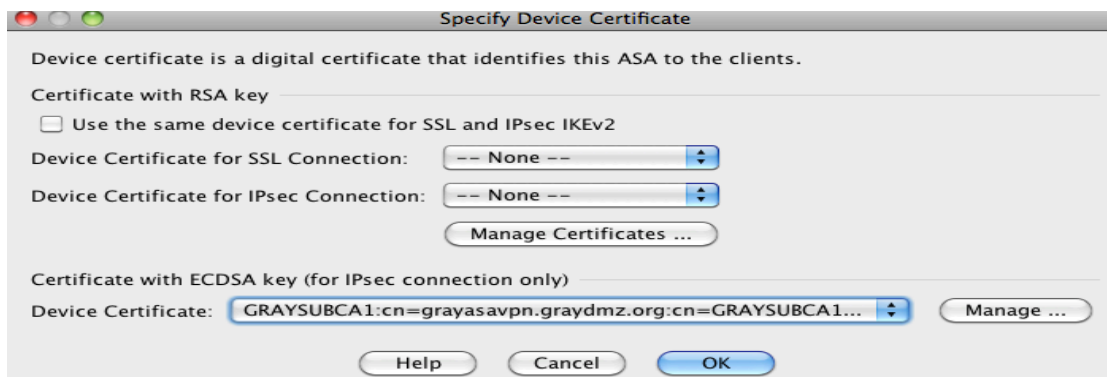 Specify Device Certificate
Device certificate is a digital certificate that identifies this ASA to the clients.
Certificate with RSA key
Use the same device certificate for SSL and IPsec IKEv2
Device Certificate for SSL Connection: -- None --
Device Certificate for IPsec Connection: -- None --
Manage Certificates ...
Certificate with ECDSA key (for IPsec connection only)
Device Certificate: GRAYSUBCA1:cn=grayasavpn.graydmz.org:cn=GRAYSUBCA1... Manage ...
Help Cancel OK